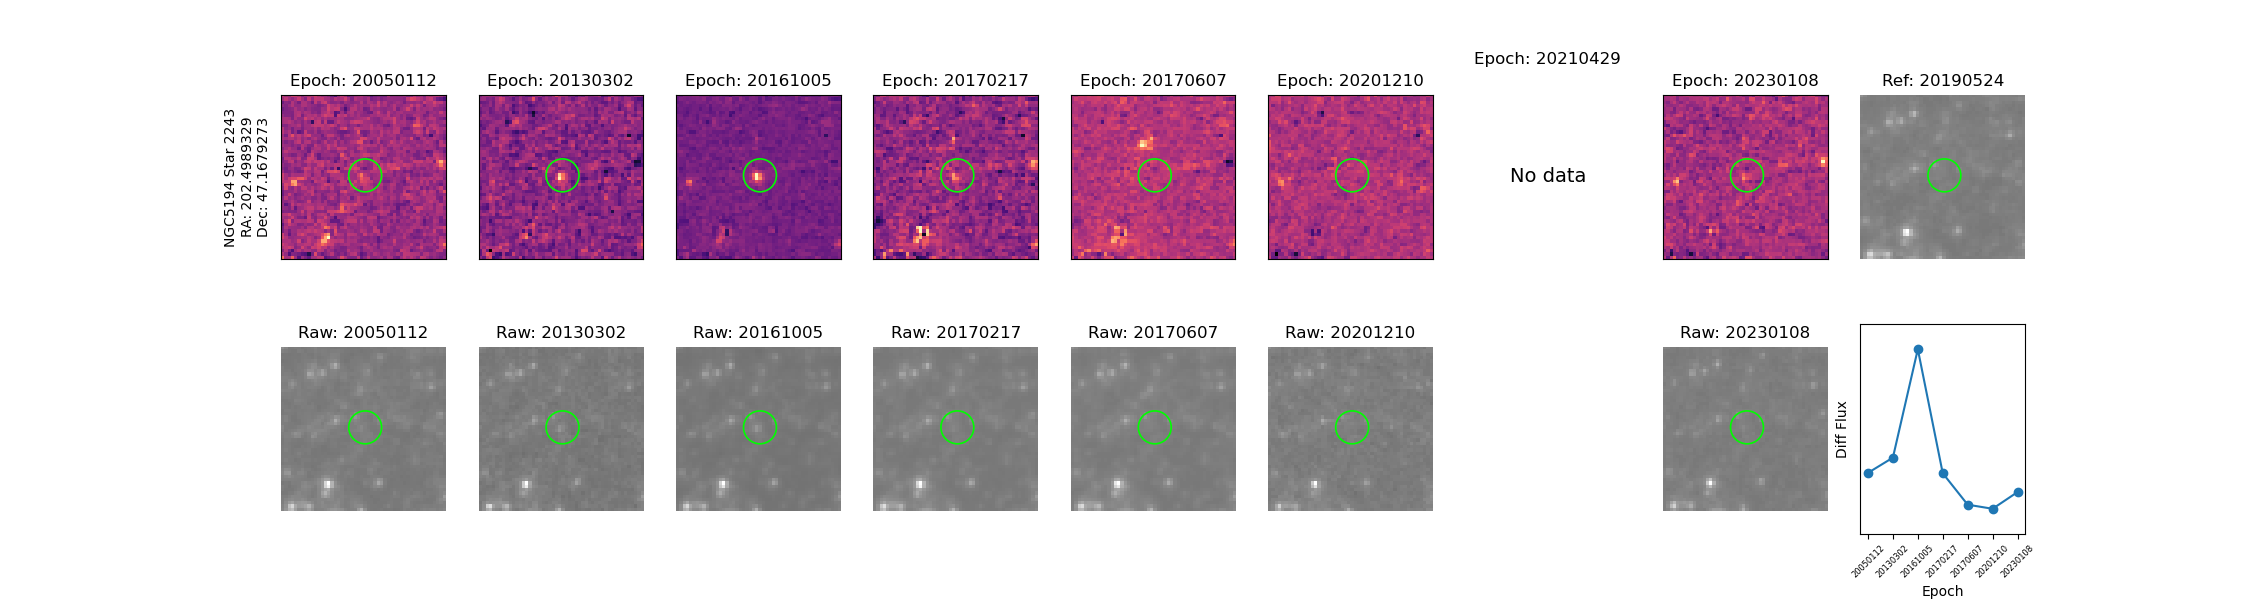 Epoch: 20210429
Epoch: 20050112
Epoch: 20130302
Epoch: 20161005
Epoch: 20170217
Epoch: 20170607
Epoch: 20201210
Epoch: 20230108
Ref: 20190524
NGC5194 Star 2243
RA: 202.4989329
Dec: 47.1679273
No data
Raw: 20050112
Raw: 20130302
Raw: 20161005
Raw: 20170217
Raw: 20170607
Raw: 20201210
Raw: 20230108
Diff Flux
20050112
20130302
20161005
20170217
20170607
20201210
20230108
Epoch